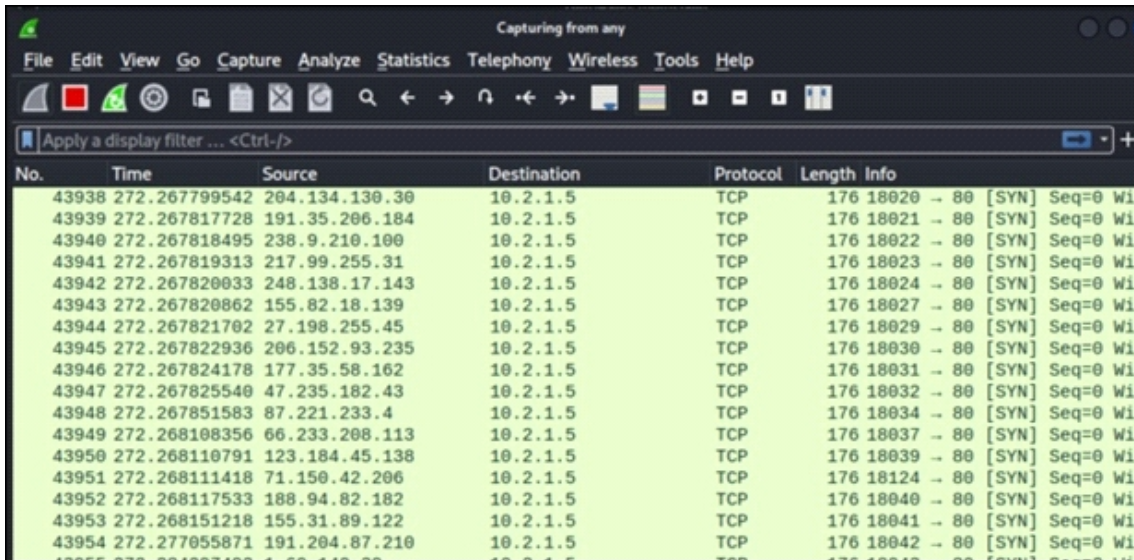 Capturing from any
File Edit View Go Capture Analyze Statistics Telephony Wireless Tools Help
Apply a display filter ... <Ctrl-/>
No. Time Source Destination Protocol Length Info
43938 272.267799542 204.134.130.30 10.2.1.5 TCP 176 18020 → 80 [SYN] Seq=0 Wi
43939 272.267817728 191.35.206.184 10.2.1.5 TCP 176 18021 → 80 [SYN] Seq=0 Wi
43940 272.267818495 238.9.210.100 10.2.1.5 TCP 176 18022 → 80 [SYN] Seq=0 Wi
43941 272.267819313 217.99.255.31 10.2.1.5 TCP 176 18023 → 80 [SYN] Seq=0 Wi
43942 272.267820033 248.138.17.143 10.2.1.5 TCP 176 18024 → 80 [SYN] Seq=0 Wi
43943 272.267820862 155.82.18.139 10.2.1.5 TCP 176 18027 → 80 [SYN] Seq=0 Wi
43944 272.267821702 27.198.255.45 10.2.1.5 TCP 176 18029 → 80 [SYN] Seq=0 Wi
43945 272.267822936 206.152.93.235 10.2.1.5 TCP 176 18030 → 80 [SYN] Seq=0 Wi
43946 272.267824178 177.35.58.162 10.2.1.5 TCP 176 18031 → 80 [SYN] Seq=0 Wi
43947 272.267825540 47.235.182.43 10.2.1.5 TCP 176 18032 → 80 [SYN] Seq=0 Wi
43948 272.267851583 87.221.233.4 10.2.1.5 TCP 176 18034 → 80 [SYN] Seq=0 Wi
43949 272.268108356 66.233.208.113 10.2.1.5 TCP 176 18037 → 80 [SYN] Seq=0 Wi
43950 272.268110791 123.184.45.138 10.2.1.5 TCP 176 18039 → 80 [SYN] Seq=0 Wi
43951 272.268111418 71.150.42.206 10.2.1.5 TCP 176 18124 → 80 [SYN] Seq=0 Wi
43952 272.268117533 188.94.82.182 10.2.1.5 TCP 176 18040 → 80 [SYN] Seq=0 Wi
43953 272.268151218 155.31.89.122 10.2.1.5 TCP 176 18041 → 80 [SYN] Seq=0 Wi
43954 272.277055871 191.204.87.210 10.2.1.5 TCP 176 18042 → 80 [SYN] Seq=0 Wi